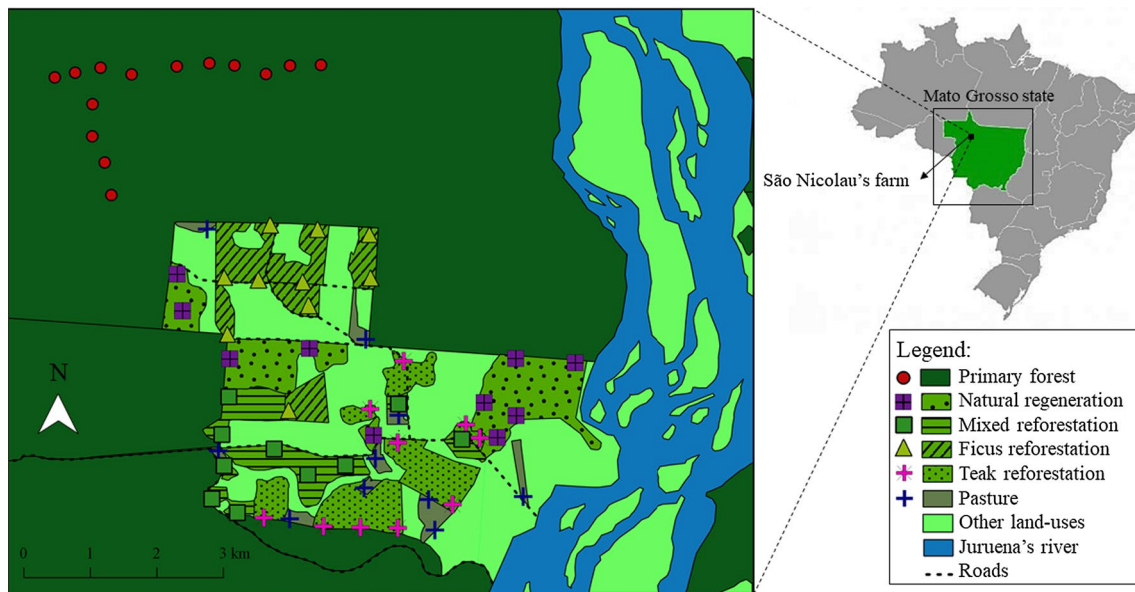 Mato Grosso state
São Nicolau's farm
N
0 1 2 3 km
Legend:
Primary forest
Natural regeneration
Mixed reforestation
Ficus reforestation
Teak reforestation
Pasture
Other land-uses
Juruena's river
Roads